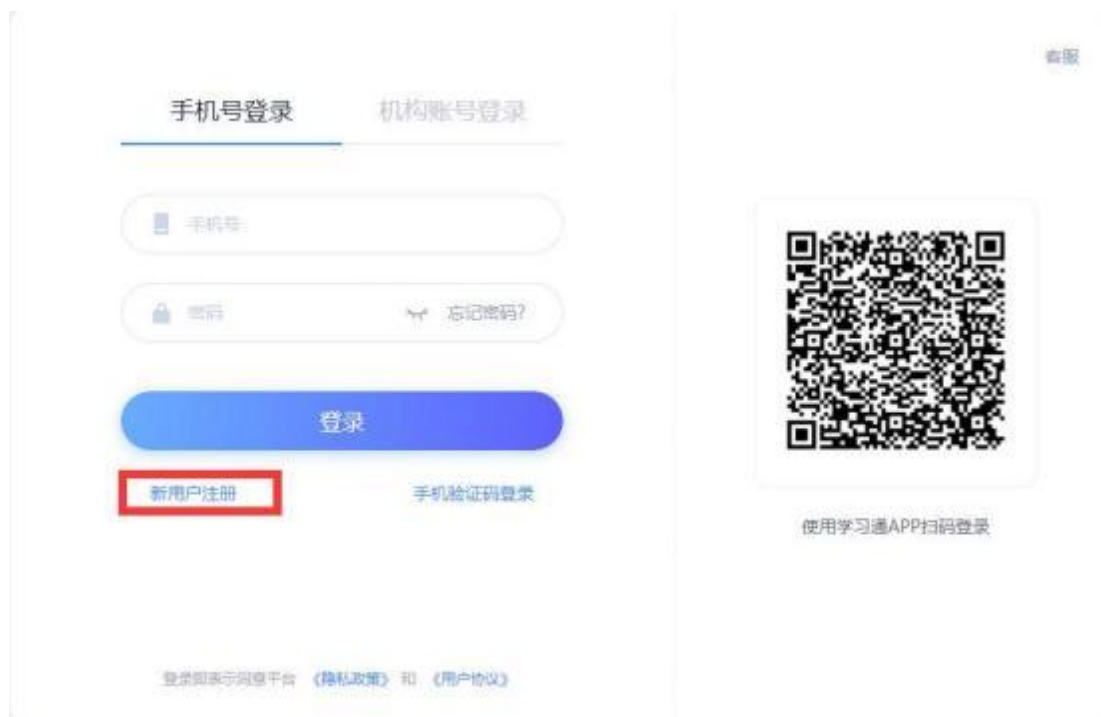 客服
手机号登录 机构账号登录
手机号
密码 忘记密码?
登录
新用户注册 手机验证码登录
使用学习通APP扫码登录
登录即表示同意平台 《隐私政策》 和 《用户协议》